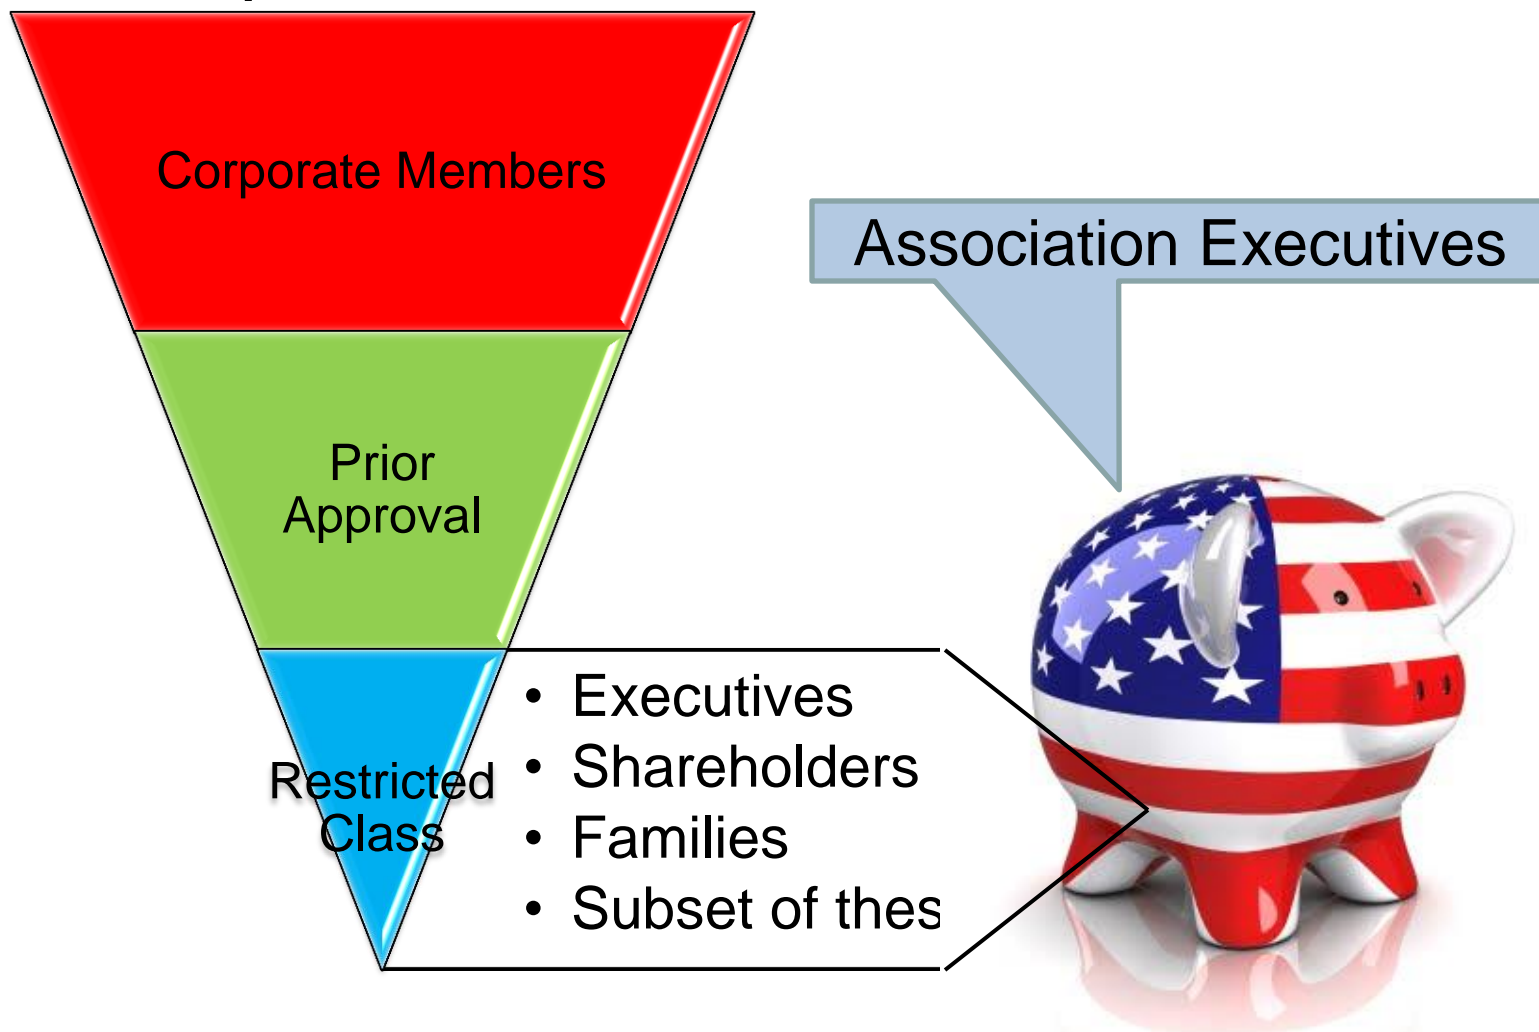 Corporate Members
Association Executives
Prior
Approval
Restricted
Class
• Executives
• Shareholders
• Families
• Subset of thes